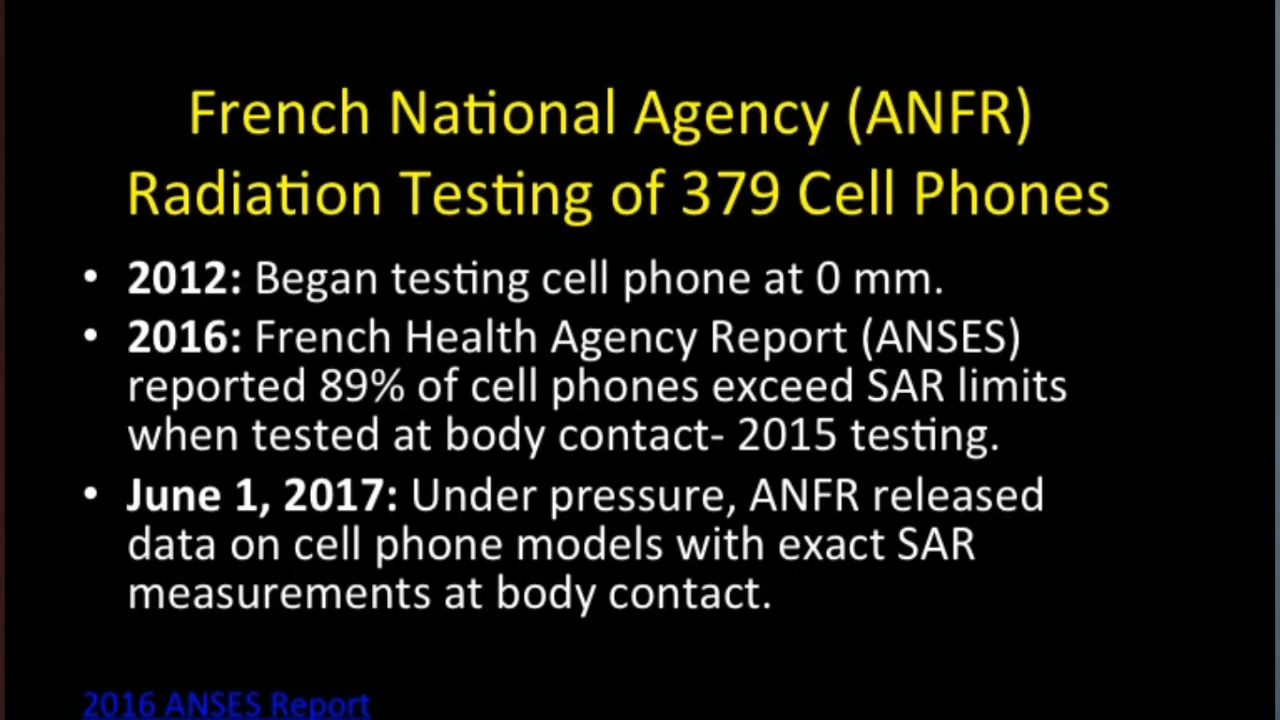 French National Agency (ANFR)
Radiation Testing of 379 Cell Phones
• 2012: Began testing cell phone at 0 mm.
• 2016: French Health Agency Report (ANSES)
reported 89% of cell phones exceed SAR limits
when tested at body contact- 2015 testing.
• June 1, 2017: Under pressure, ANFR released
data on cell phone models with exact SAR
measurements at body contact.
2016 ANSES Report